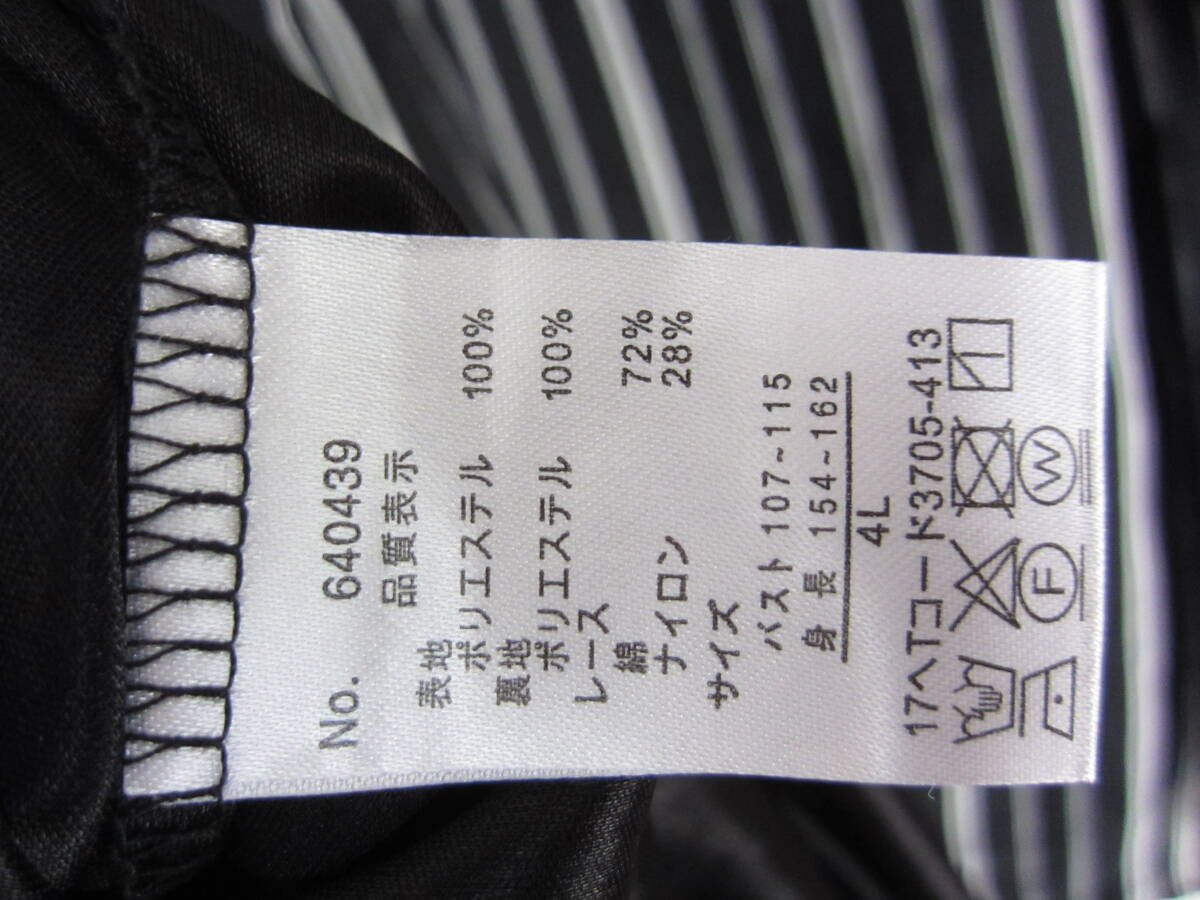 No. 640439
品質表示
表地
ポリエステル 100%
裏地
ポリエステル 100%
レース
綿 72%
ナイロン 28%
サイズ
バスト 107~115
身 長 154~162
4L
17ヘTコード3705-413
F W